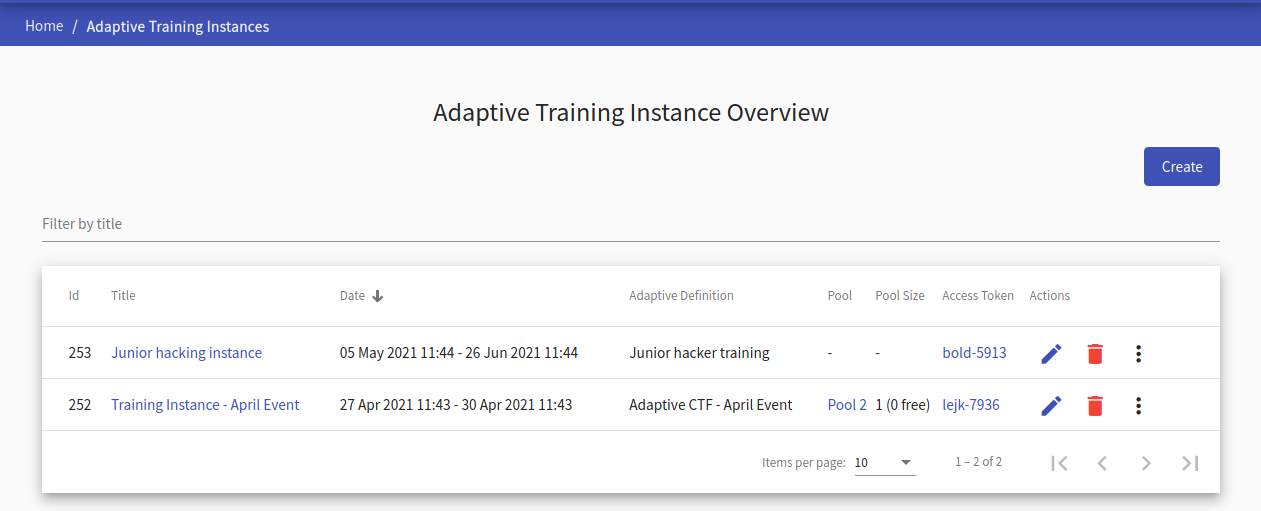 Home / Adaptive Training Instances
Adaptive Training Instance Overview
Create
Filter by title
Id Title Date Adaptive Definition Pool Pool Size Access Token Actions
253 Junior hacking instance 05 May 2021 11:44 - 26 Jun 2021 11:44 Junior hacker training - - bold-5913
252 Training Instance - April Event 27 Apr 2021 11:43 - 30 Apr 2021 11:43 Adaptive CTF - April Event Pool 2 1 (0 free) lejk-7936
Items per page: 10 1 – 2 of 2